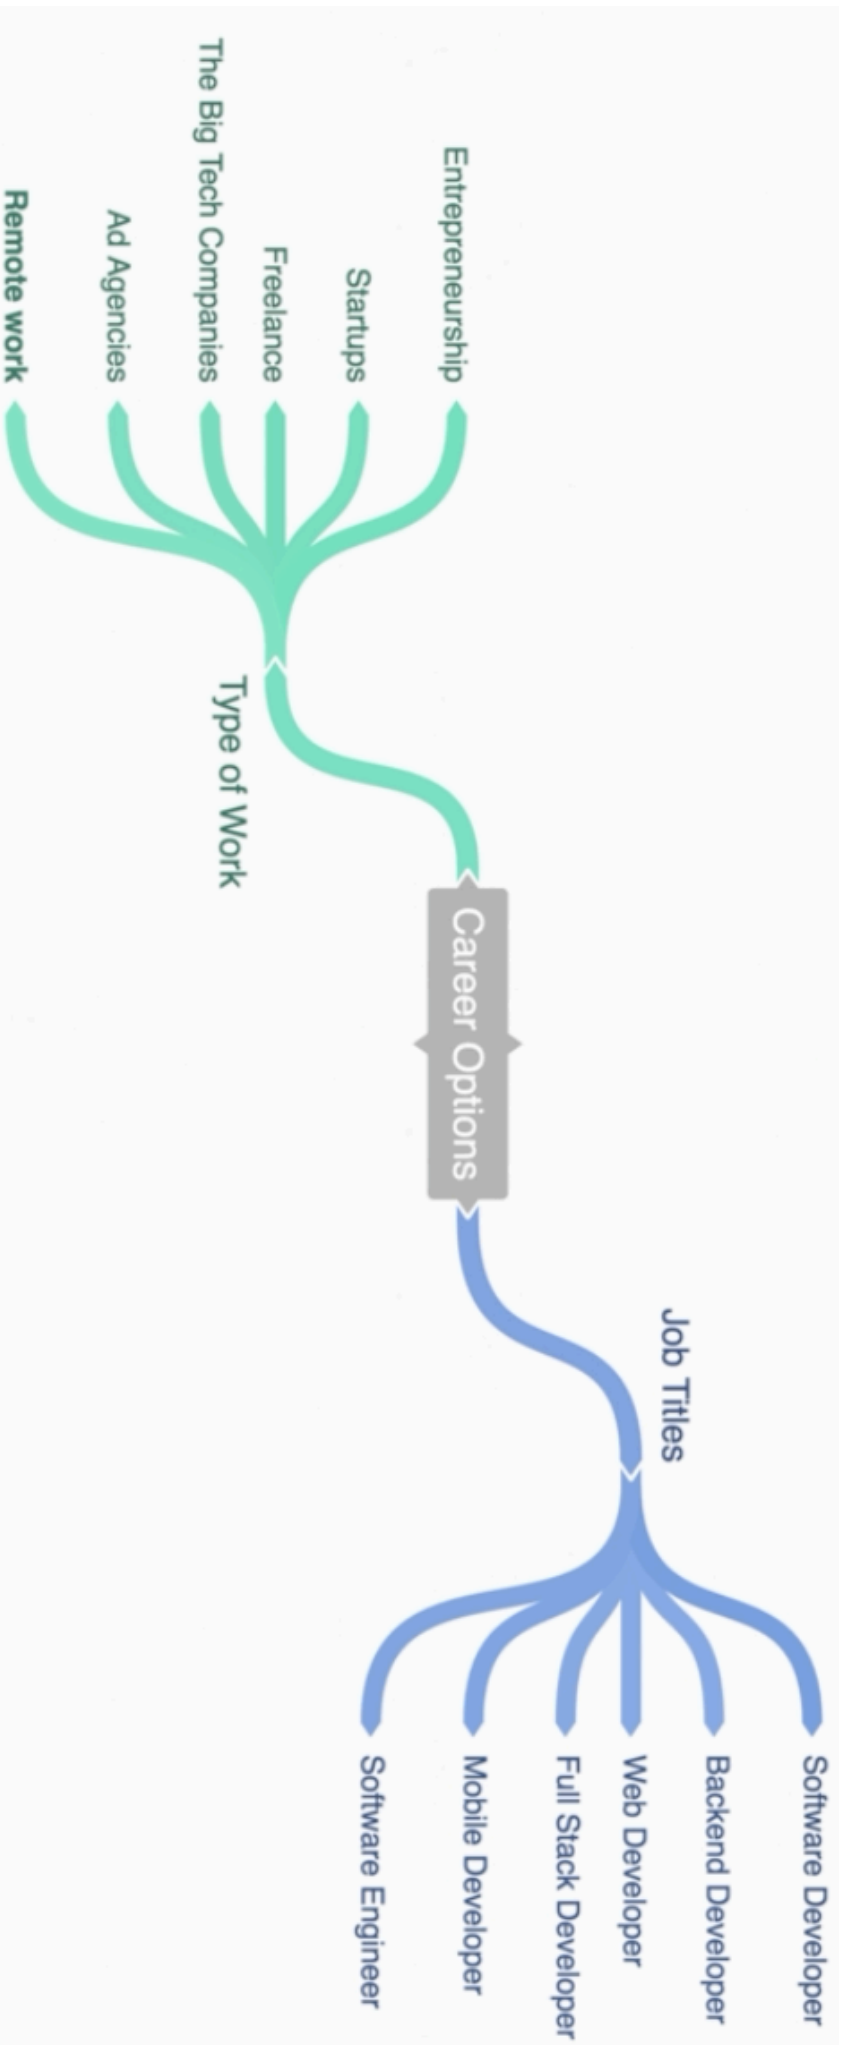 Career Options
Type of Work
Entrepreneurship
Startups
Freelance
The Big Tech Companies
Ad Agencies
Remote work
Job Titles
Software Developer
Backend Developer
Web Developer
Full Stack Developer
Mobile Developer
Software Engineer